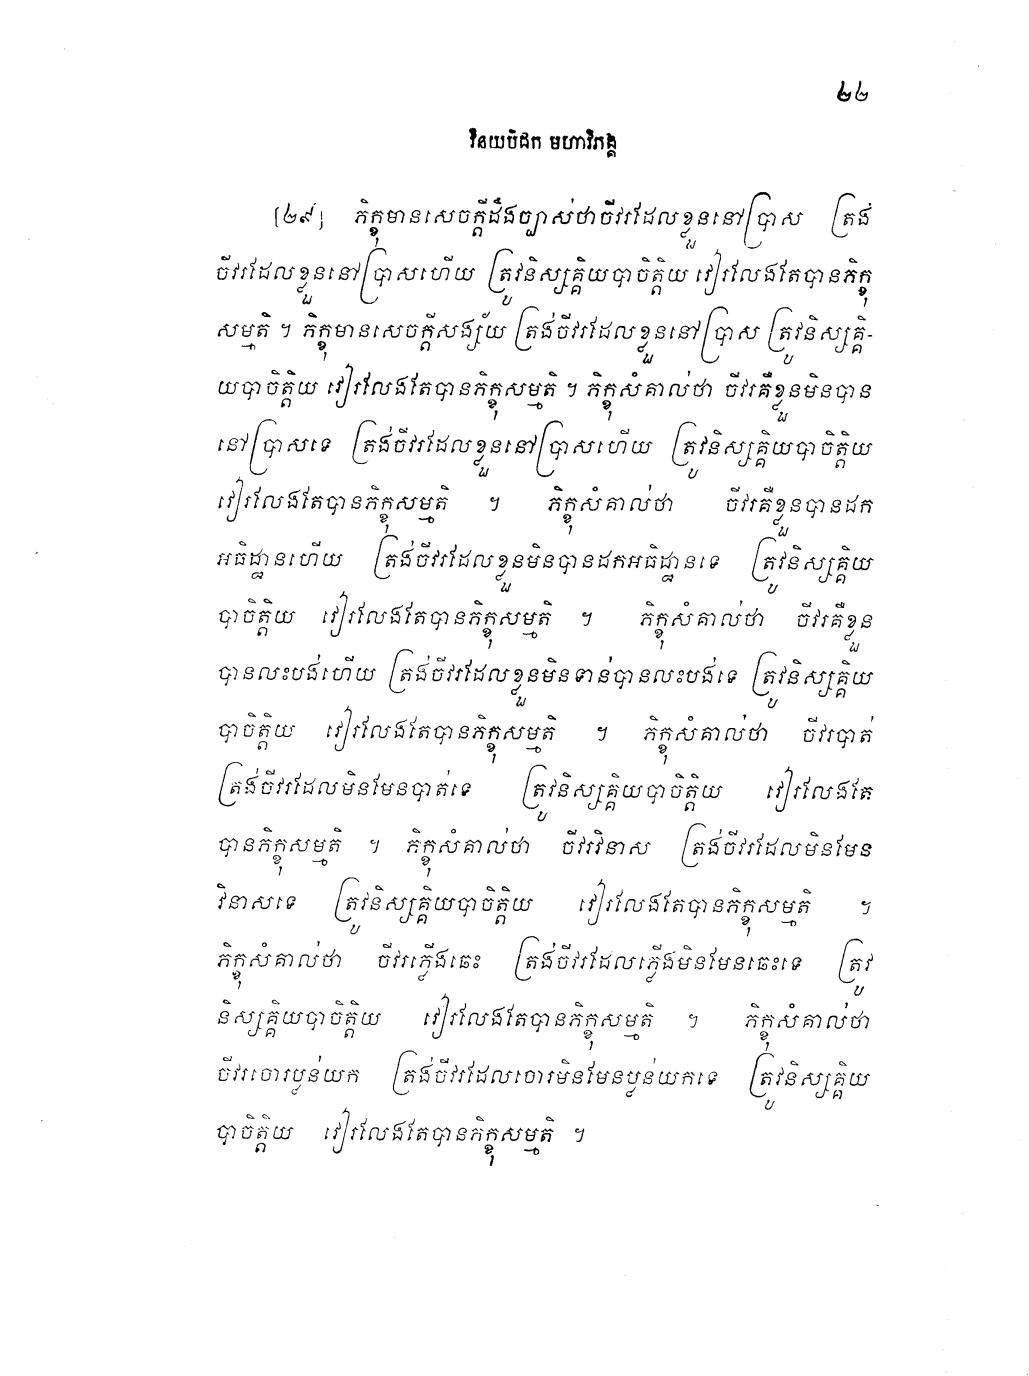 ២២
វិនយបិដក មហាវិភង្គ
[២៩] ភិក្ខុមានសេចក្តីដឹងច្បាស់ថាចីវរដែលខ្លួននៅប្រាស ត្រង់
ចីវរដែលខ្លួននៅប្រាសហើយ ត្រូវនិស្សគ្គិយបាចិត្តិយ វៀរលែងតែបានភិក្ខុ
សម្មតិ ។ ភិក្ខុមានសេចក្តីសង្ស័យ ត្រង់ចីវរដែលខ្លួននៅប្រាស ត្រូវនិស្សគ្គិ-
យបាចិត្តិយ វៀរលែងតែបានភិក្ខុសម្មតិ ។ ភិក្ខុសំគាល់ថា ចីវរគឺខ្លួនមិនបាន
នៅប្រាសទេ ត្រង់ចីវរដែលខ្លួននៅប្រាសហើយ ត្រូវនិស្សគ្គិយបាចិត្តិយ
វៀរលែងតែបានភិក្ខុសម្មតិ ។ ភិក្ខុសំគាល់ថា ចីវរគឺខ្លួនបានដក
អធិដ្ឋានហើយ ត្រង់ចីវរដែលខ្លួនមិនបានដកអធិដ្ឋានទេ ត្រូវនិស្សគ្គិយ
បាចិត្តិយ វៀរលែងតែបានភិក្ខុសម្មតិ ។ ភិក្ខុសំគាល់ថា ចីវរគឺខ្លួន
បានលះបង់ហើយ ត្រង់ចីវរដែលខ្លួនមិនទាន់បានលះបង់ទេ ត្រូវនិស្សគ្គិយ
បាចិត្តិយ វៀរលែងតែបានភិក្ខុសម្មតិ ។ ភិក្ខុសំគាល់ថា ចីវរបាត់
ត្រង់ចីវរដែលមិនមែនបាត់ទេ ត្រូវនិស្សគ្គិយបាចិត្តិយ វៀរលែងតែ
បានភិក្ខុសម្មតិ ។ ភិក្ខុសំគាល់ថា ចីវរវិនាស ត្រង់ចីវរដែលមិនមែន
វិនាសទេ ត្រូវនិស្សគ្គិយបាចិត្តិយ វៀរលែងតែបានភិក្ខុសម្មតិ ។
ភិក្ខុសំគាល់ថា ចីវរភ្លើងឆេះ ត្រង់ចីវរដែលភ្លើងមិនមែនឆេះទេ ត្រូវ
និស្សគ្គិយបាចិត្តិយ វៀរលែងតែបានភិក្ខុសម្មតិ ។ ភិក្ខុសំគាល់ថា
ចីវរចោរប្លន់យក ត្រង់ចីវរដែលចោរមិនមែនប្លន់យកទេ ត្រូវនិស្សគ្គិយ
បាចិត្តិយ វៀរលែងតែបានភិក្ខុសម្មតិ ។